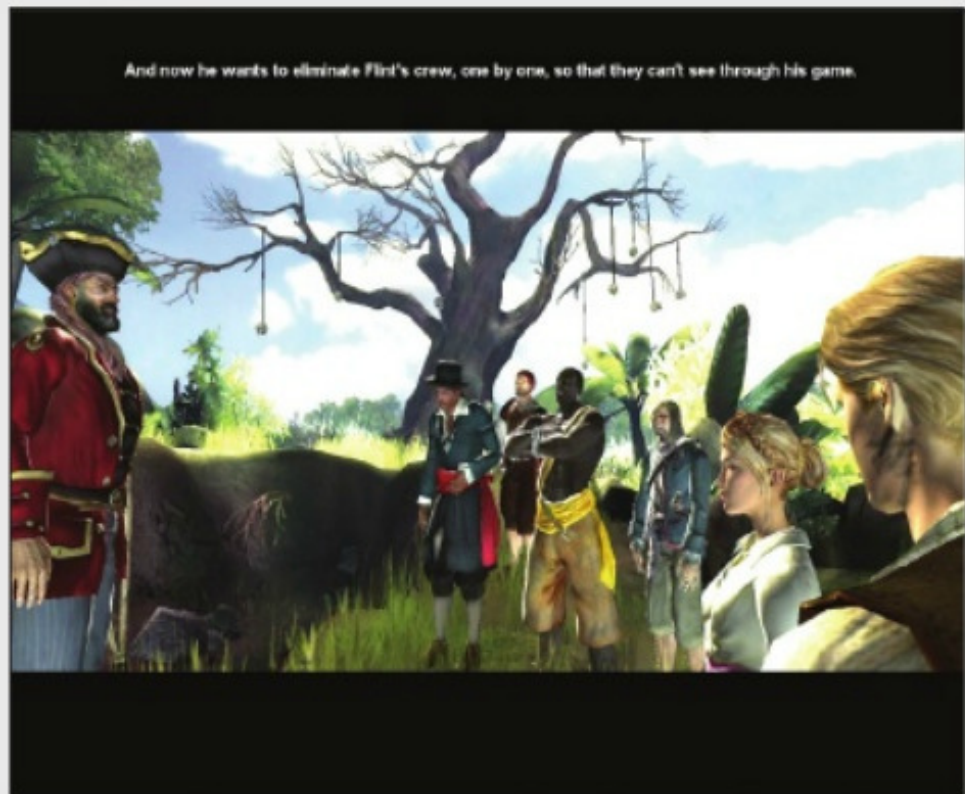 And now he wants to eliminate Flint's crew, one by one, so that they can't see through his game.